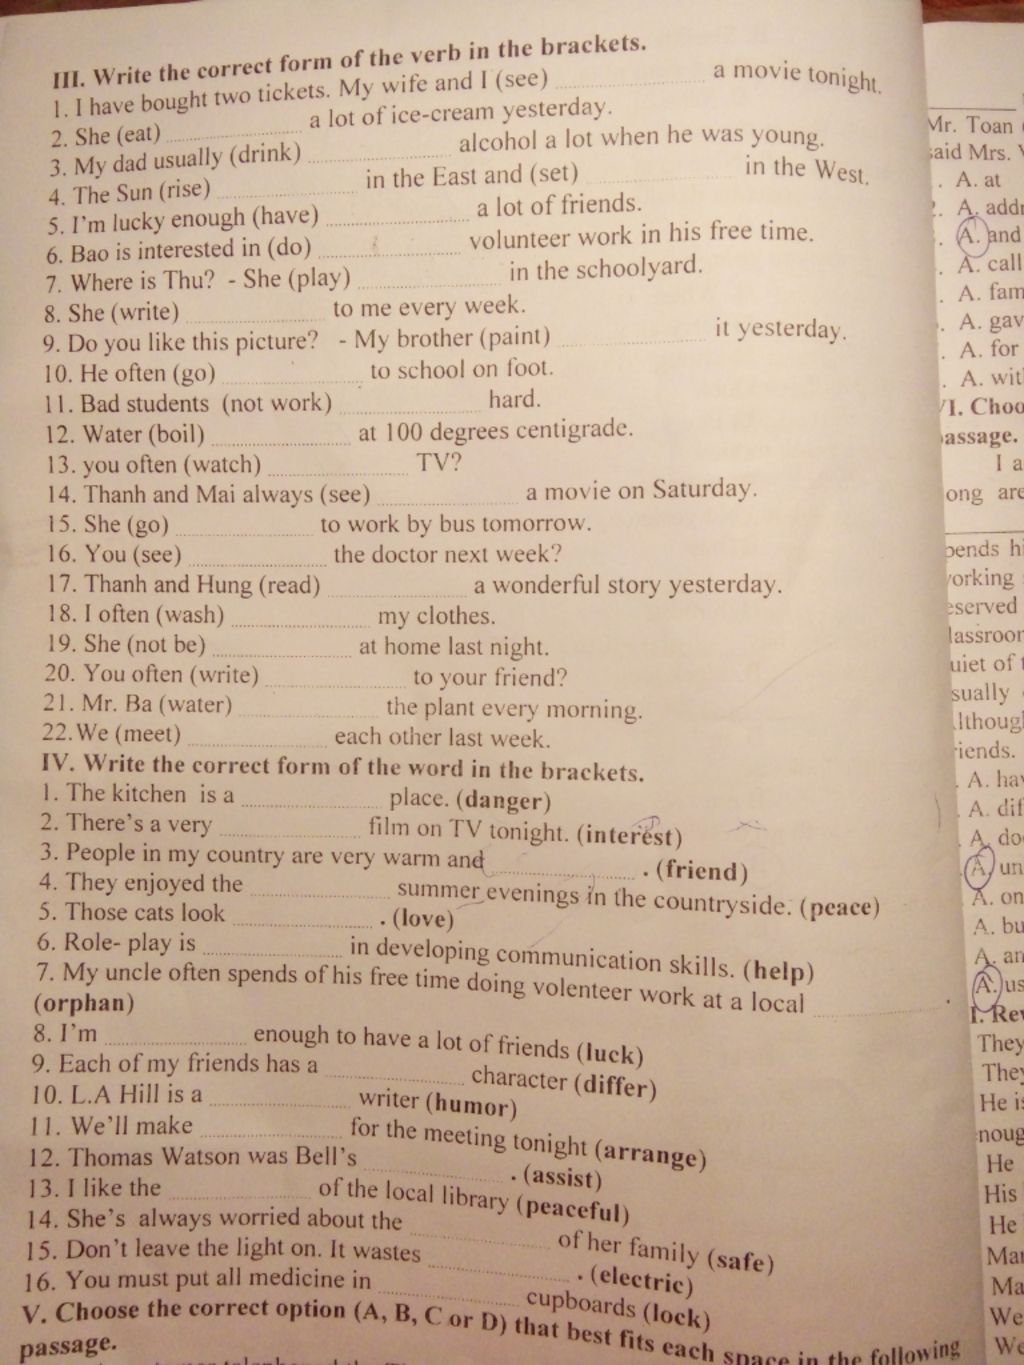 III. Write the correct form of the verb in the brackets.
1. I have bought two tickets. My wife and I (see) .................... a movie tonight.
2. She (eat) .................... a lot of ice-cream yesterday.
3. My dad usually (drink) .................... alcohol a lot when he was young.
4. The Sun (rise) .................... in the East and (set) .................... in the West.
5. I'm lucky enough (have) .................... a lot of friends.
6. Bao is interested in (do) .................... volunteer work in his free time.
7. Where is Thu? - She (play) .................... in the schoolyard.
8. She (write) .................... to me every week.
9. Do you like this picture? - My brother (paint) .................... it yesterday.
10. He often (go) .................... to school on foot.
11. Bad students (not work) .................... hard.
12. Water (boil) .................... at 100 degrees centigrade.
13. you often (watch) .................... TV?
14. Thanh and Mai always (see) .................... a movie on Saturday.
15. She (go) .................... to work by bus tomorrow.
16. You (see) .................... the doctor next week?
17. Thanh and Hung (read) .................... a wonderful story yesterday.
18. I often (wash) .................... my clothes.
19. She (not be) .................... at home last night.
20. You often (write) .................... to your friend?
21. Mr. Ba (water) .................... the plant every morning.
22. We (meet) .................... each other last week.
IV. Write the correct form of the word in the brackets.
1. The kitchen is a .................... place. (danger)
2. There's a very .................... film on TV tonight. (interest)
3. People in my country are very warm and .................... . (friend)
4. They enjoyed the .................... summer evenings in the countryside. (peace)
5. Those cats look .................... . (love)
6. Role- play is .................... in developing communication skills. (help)
7. My uncle often spends of his free time doing volenteer work at a local .................... .
(orphan)
8. I'm .................... enough to have a lot of friends (luck)
9. Each of my friends has a .................... character (differ)
10. L.A Hill is a .................... writer (humor)
11. We'll make .................... for the meeting tonight (arrange)
12. Thomas Watson was Bell's .................... . (assist)
13. I like the .................... of the local library (peaceful)
14. She's always worried about the .................... of her family (safe)
15. Don't leave the light on. It wastes .................... . (electric)
16. You must put all medicine in .................... cupboards (lock)
V. Choose the correct option (A, B, C or D) that best fits each space in the following
passage.
Mr. Toan
said Mrs.
A. at
A. addr
A. and
A. call
A. fam
A. gav
A. for
A. wit
VI. Choo
assage.
I a
ong are
pends hi
orking
eserved
lassroor
uiet of t
sually
lthoug
iends.
A. hav
A. dif
A. do
A. un
A. on
A. bu
A. an
A. us
I. Rev
They
They
He is
noug
He
His
He
Mar
Ma
We
We